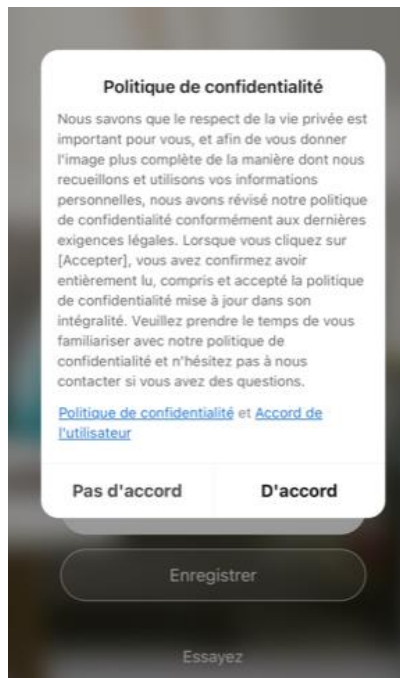 Politique de confidentialité
Nous savons que le respect de la vie privée est
important pour vous, et afin de vous donner
l'image plus complète de la manière dont nous
recueillons et utilisons vos informations
personnelles, nous avons révisé notre politique
de confidentialité conformément aux dernières
exigences légales. Lorsque vous cliquez sur
[Accepter], vous avez confirmez avoir
entièrement lu, compris et accepté la politique
de confidentialité mise à jour dans son
intégralité. Veuillez prendre le temps de vous
familiariser avec notre politique de
confidentialité et n'hésitez pas à nous
contacter si vous avez des questions.
Politique de confidentialité et Accord de
l'utilisateur
Pas d'accord D'accord
Enregistrer
Essayez